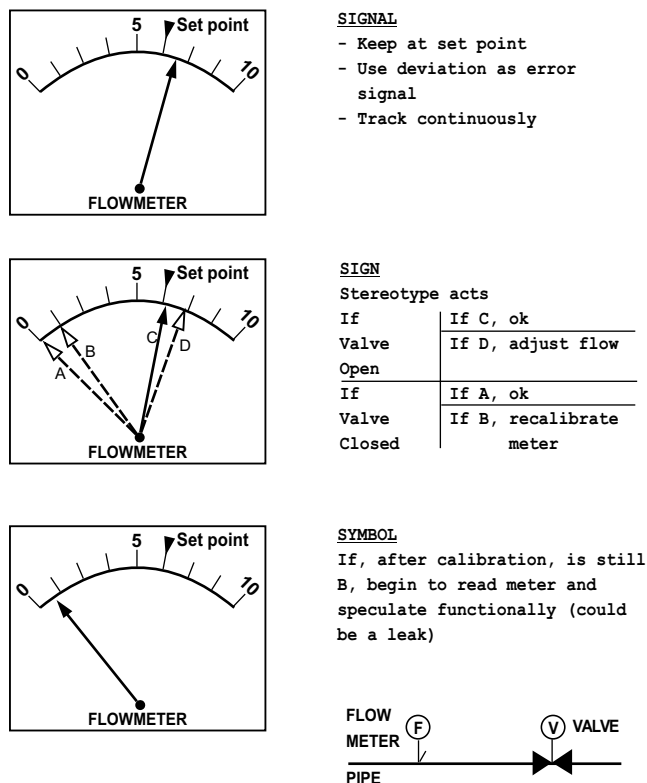 5 Set point
0 10
FLOWMETER
SIGNAL
- Keep at set point
- Use deviation as error
signal
- Track continuously
5 Set point
0 10
A B C D
FLOWMETER
SIGN
Stereotype acts
If If C, ok
Valve If D, adjust flow
Open
If If A, ok
Valve If B, recalibrate
Closed meter
5 Set point
0 10
FLOWMETER
SYMBOL
If, after calibration, is still
B, begin to read meter and
speculate functionally (could
be a leak)
FLOW
METER F V VALVE
PIPE